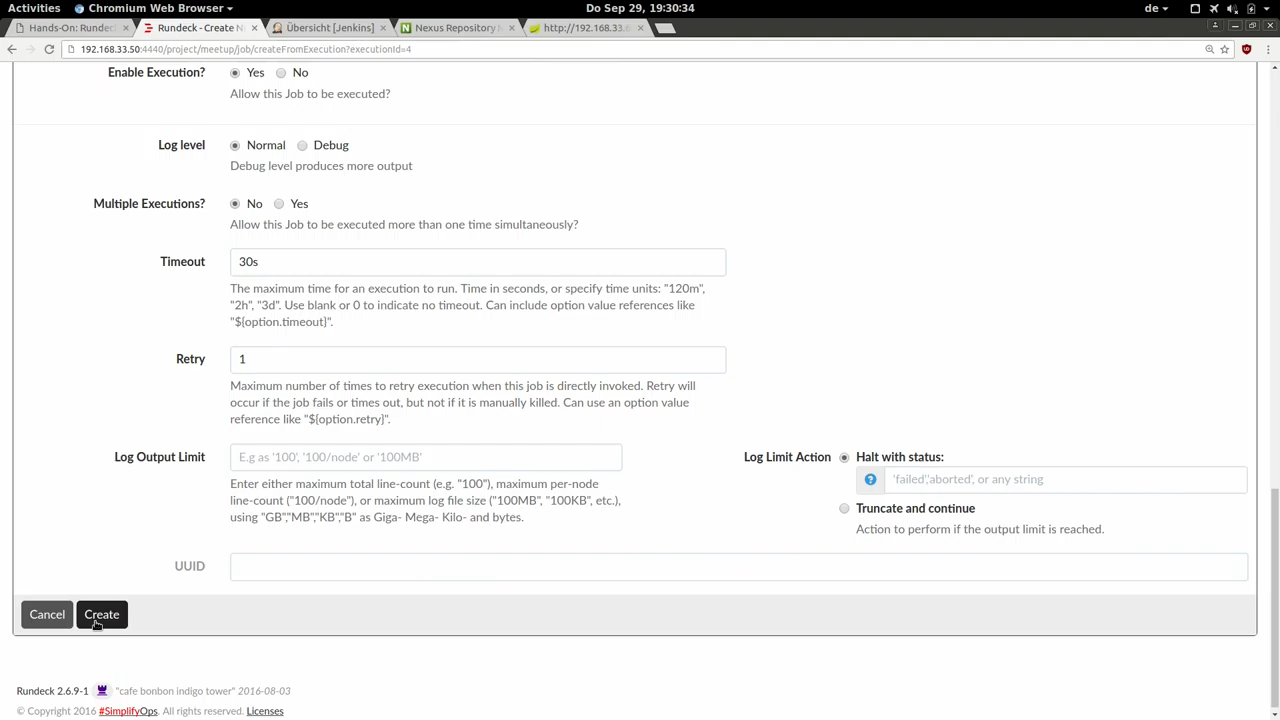 Activities
Chromium Web Browser
Do Sep 29, 19:30:34
de
Hands-On: Rundec
Rundeck - Create N
Übersicht [Jenkins]
Nexus Repository
http://192.168.33.6
192.168.33.50:4440/project/meetup/job/createFromExecution?executionId=4
Enable Execution?
Yes
No
Allow this Job to be executed?
Log level
Normal
Debug
Debug level produces more output
Multiple Executions?
No
Yes
Allow this Job to be executed more than one time simultaneously?
Timeout
30s
The maximum time for an execution to run. Time in seconds, or specify time units: "120m",
"2h", "3d". Use blank or 0 to indicate no timeout. Can include option value references like
"${option.timeout}".
Retry
1
Maximum number of times to retry execution when this job is directly invoked. Retry will
occur if the job fails or times out, but not if it is manually killed. Can use an option value
reference like "${option.retry}".
Log Output Limit
E.g as '100', '100/node' or '100MB'
Enter either maximum total line-count (e.g. "100"), maximum per-node
line-count ("100/node"), or maximum log file size ("100MB", "100KB", etc.),
using "GB","MB","KB","B" as Giga- Mega- Kilo- and bytes.
Log Limit Action
Halt with status:
'failed','aborted', or any string
Truncate and continue
Action to perform if the output limit is reached.
UUID
Cancel
Create
Rundeck 2.6.9-1 "cafe bonbon indigo tower" 2016-08-03
© Copyright 2016 #SimplifyOps. All rights reserved. Licenses